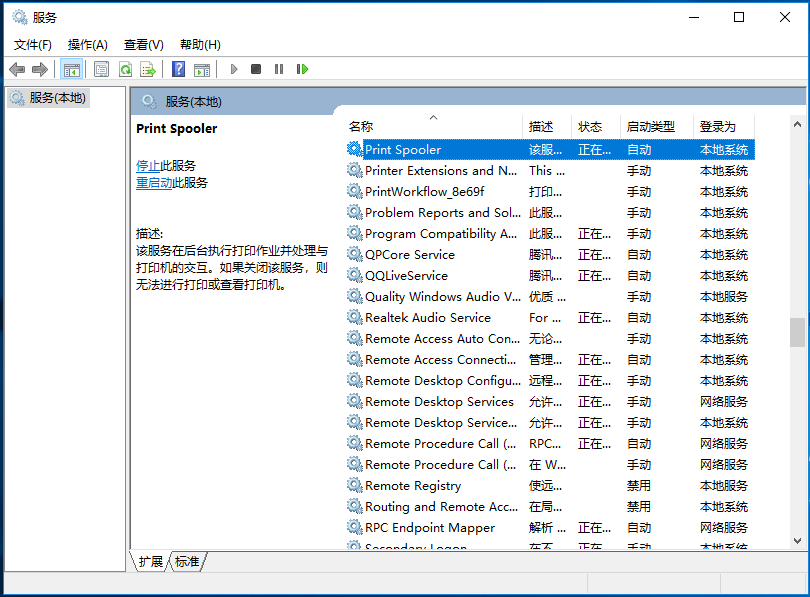 服务
文件(F) 操作(A) 查看(V) 帮助(H)
服务(本地)
服务(本地)
Print Spooler
停止此服务
重启动此服务
描述:
该服务在后台执行打印作业并处理与
打印机的交互。如果关闭该服务，则
无法进行打印或查看打印机。
名称 描述 状态 启动类型 登录为
Print Spooler 该服... 正在... 自动 本地系统
Printer Extensions and N... This ... 手动 本地系统
PrintWorkflow_8e69f 打印... 手动 本地系统
Problem Reports and Sol... 此服... 手动 本地系统
Program Compatibility A... 此服... 正在... 手动 本地系统
QPCore Service 腾讯... 正在... 自动 本地系统
QQLiveService 腾讯... 正在... 自动 本地系统
Quality Windows Audio V... 优质 ... 手动 本地服务
Realtek Audio Service For ... 正在... 自动 本地系统
Remote Access Auto Con... 无论... 手动 本地系统
Remote Access Connecti... 管理... 正在... 自动 本地系统
Remote Desktop Configu... 远程... 正在... 手动 本地系统
Remote Desktop Services 允许... 正在... 手动 网络服务
Remote Desktop Service... 允许... 正在... 手动 本地系统
Remote Procedure Call (... RPC... 正在... 自动 网络服务
Remote Procedure Call (... 在 W... 手动 网络服务
Remote Registry 使远... 禁用 本地服务
Routing and Remote Acc... 在局... 禁用 本地系统
RPC Endpoint Mapper 解析 ... 正在... 自动 网络服务
Secondary Logon 在不... 正在... 手动 本地系统
扩展 标准